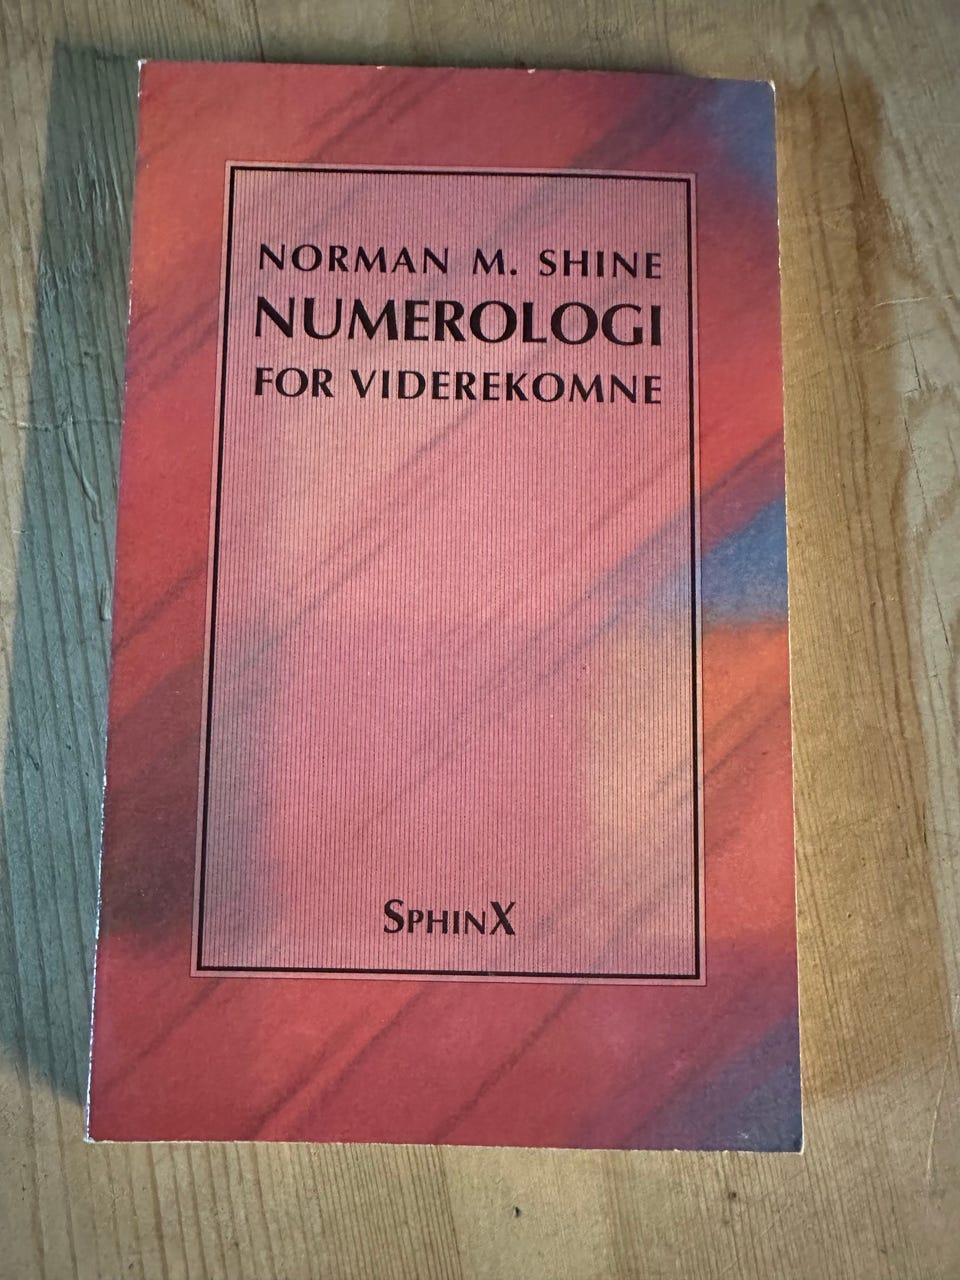 NORMAN M. SHINE
NUMEROLOGI
FOR VIDEREKOMNE
SPHINX